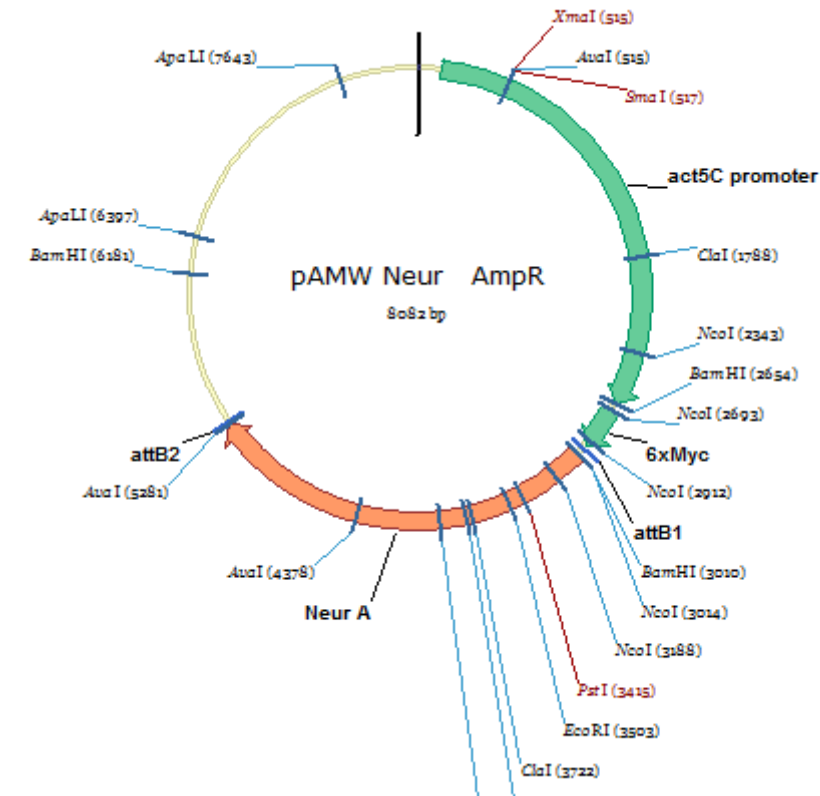 XmaI (515)
ApaLI (7643)
AvaI (515)
SmaI (517)
act5C promoter
ApaLI (6397)
BamHI (6181)
ClaI (1788)
pAMW Neur AmpR
8082 bp
NcoI (2343)
BamHI (2654)
NcoI (2693)
attB2
6xMyc
AvaI (5281)
NcoI (2912)
attB1
AvaI (4378)
BamHI (3010)
Neur A
NcoI (3014)
NcoI (3188)
PstI (3415)
EcoRI (3503)
ClaI (3722)